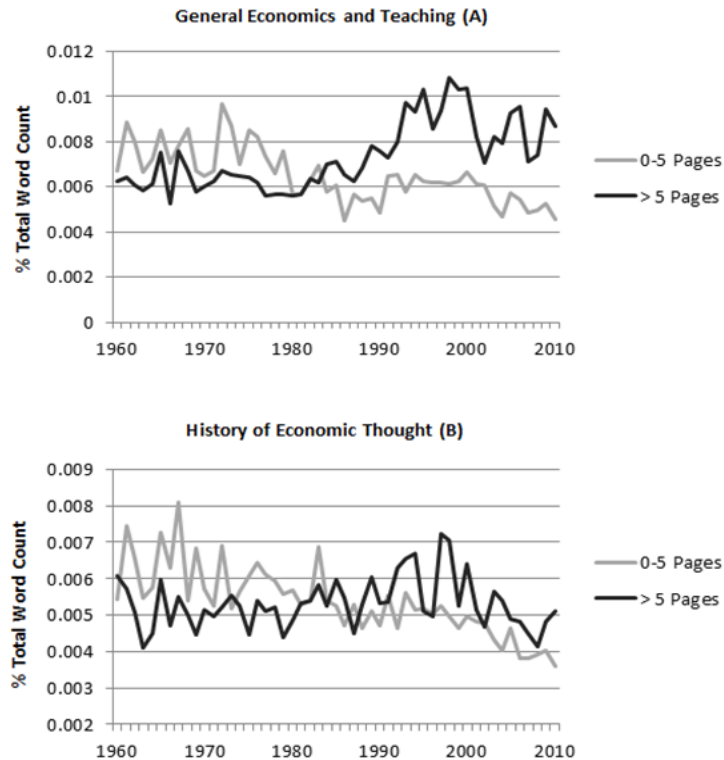 General Economics and Teaching (A)
% Total Word Count
0.012
0.01
0.008
0.006
0.004
0.002
0
1960 1970 1980 1990 2000 2010
0-5 Pages
> 5 Pages
History of Economic Thought (B)
% Total Word Count
0.009
0.008
0.007
0.006
0.005
0.004
0.003
0.002
1960 1970 1980 1990 2000 2010
0-5 Pages
> 5 Pages